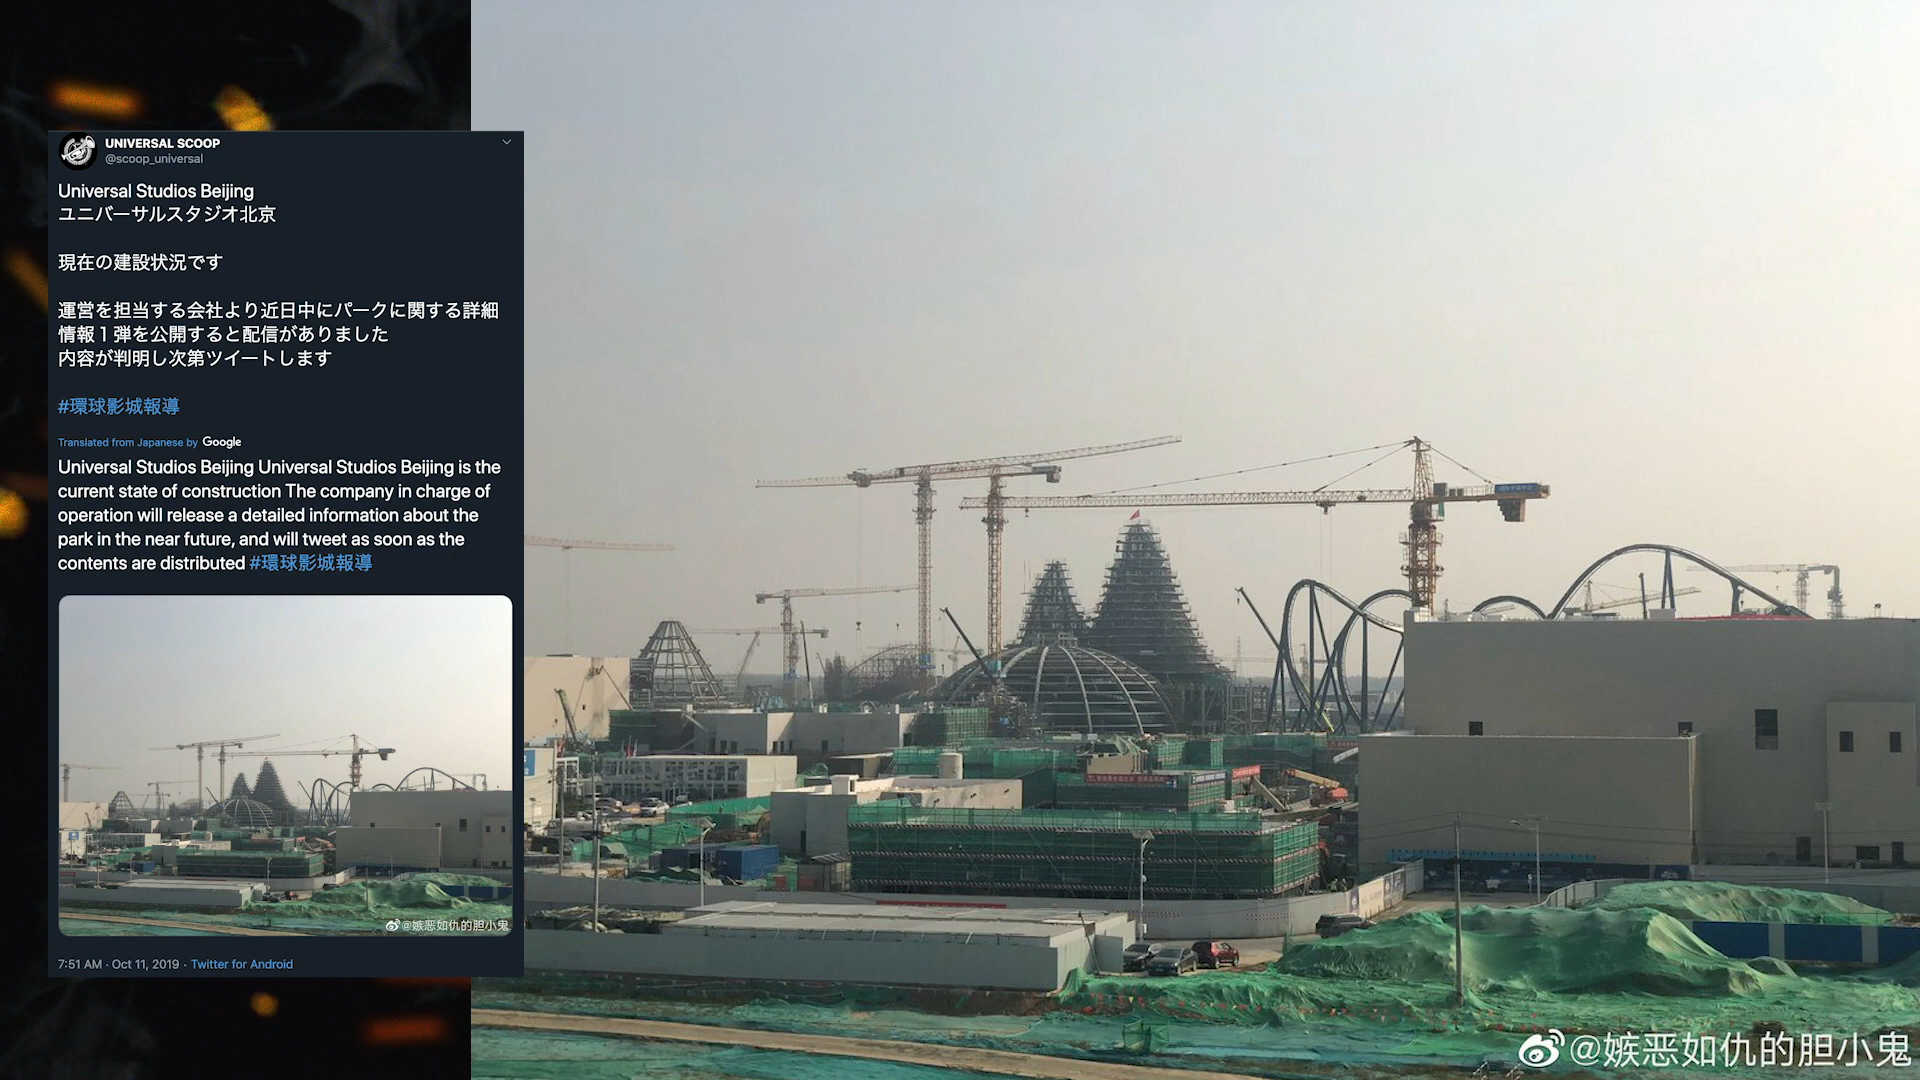 UNIVERSAL SCOOP
@scoop_universal
Universal Studios Beijing
ユニバーサルスタジオ北京
現在の建設状況です
運営を担当する会社より近日中にパークに関する詳細
情報１弾を公開すると配信がありました
内容が判明し次第ツイートします
#環球影城報導
Translated from Japanese by Google
Universal Studios Beijing Universal Studios Beijing is the
current state of construction The company in charge of
operation will release a detailed information about the
park in the near future, and will tweet as soon as the
contents are distributed #環球影城報導
@嫉恶如仇的胆小鬼
7:51 AM · Oct 11, 2019 · Twitter for Android
@嫉恶如仇的胆小鬼